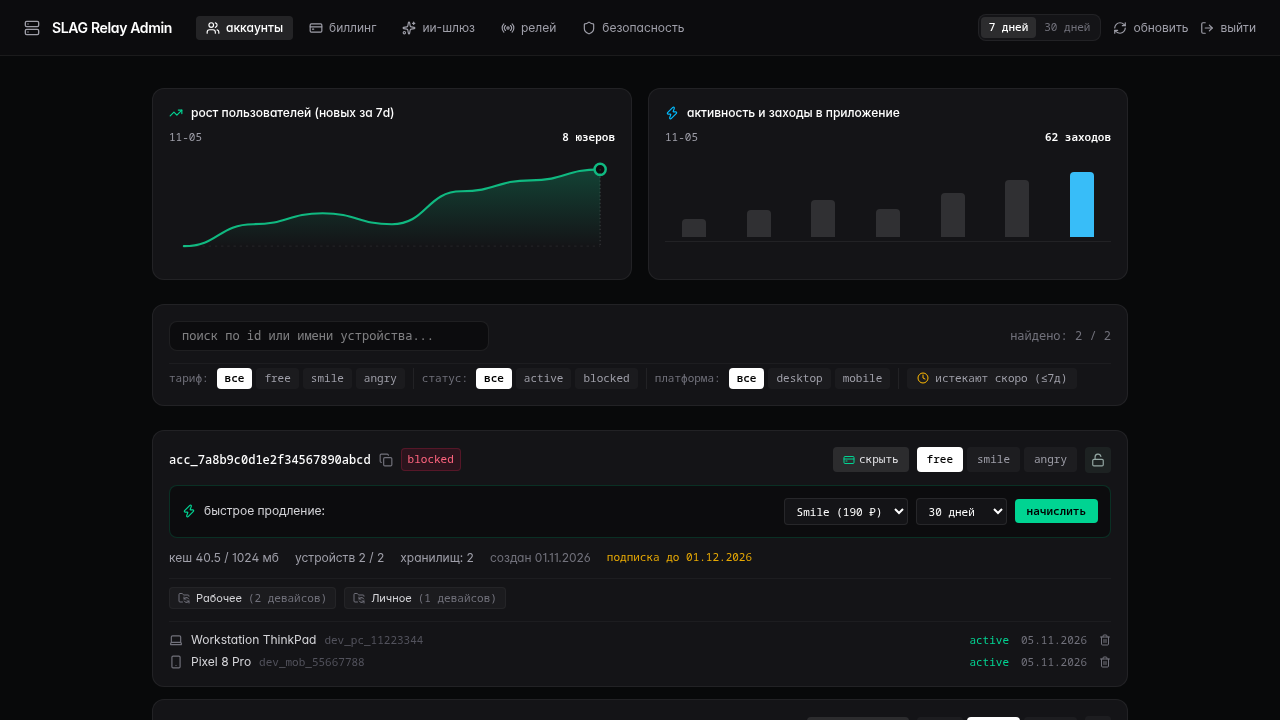 SLAG Relay Admin аккаунты биллинг ии-шлюз релей безопасность 7 дней 30 дней обновить выйти
рост пользователей (новых за 7d)
11-05 8 юзеров
активность и заходы в приложение
11-05 62 заходов
поиск по id или имени устройства... найдено: 2 / 2
тариф: все free smile angry статус: все active blocked платформа: все desktop mobile истекают скоро (≤7д)
acc_7a8b9c0d1e2f34567890abcd blocked скрыть free smile angry
быстрое продление: Smile (190 ₽) 30 дней начислить
кеш 40.5 / 1024 мб устройств 2 / 2 хранилищ: 2 создан 01.11.2026 подписка до 01.12.2026
Рабочее (2 девайсов) Личное (1 девайсов)
Workstation ThinkPad dev_pc_11223344 active 05.11.2026
Pixel 8 Pro dev_mob_55667788 active 05.11.2026